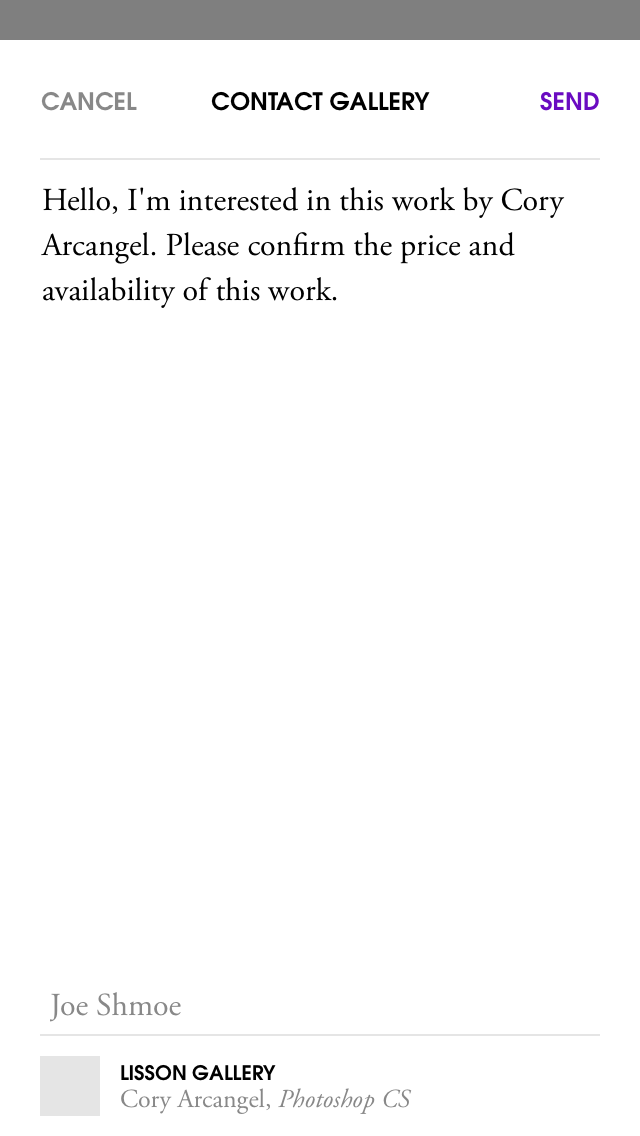 CANCEL CONTACT GALLERY SEND
Hello, I'm interested in this work by Cory
Arcangel. Please confirm the price and
availability of this work.
Joe Shmoe
LISSON GALLERY
Cory Arcangel, Photoshop CS